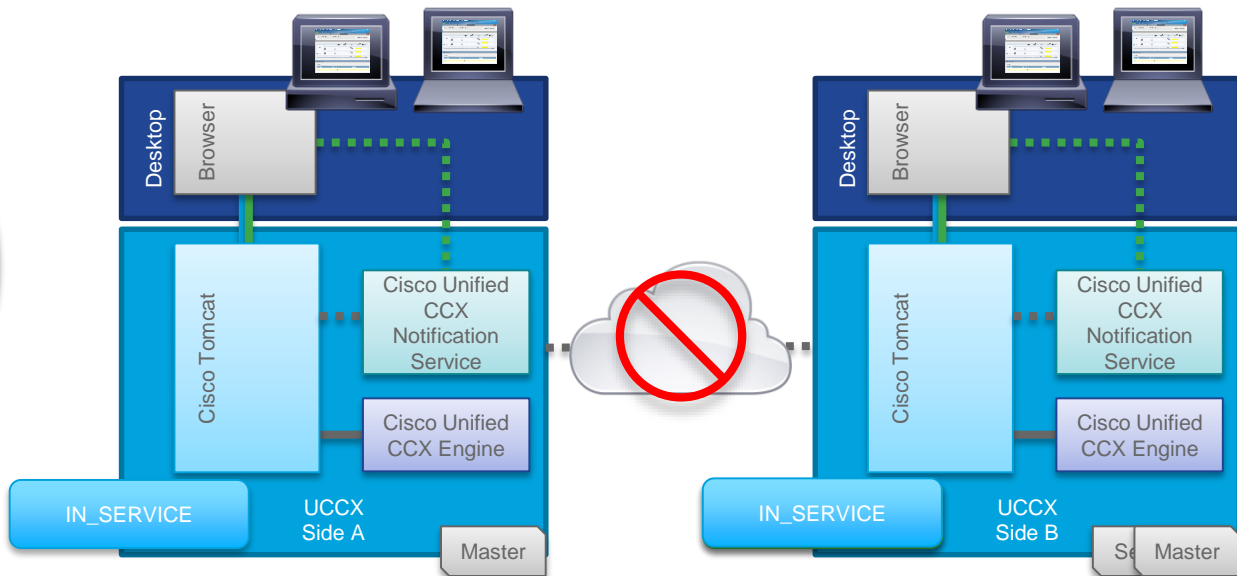 Desktop
Browser
Cisco Tomcat
Cisco Unified
CCX
Notification
Service
Cisco Unified
CCX Engine
IN_SERVICE
UCCX
Side A
Master
Desktop
Browser
Cisco Tomcat
Cisco Unified
CCX
Notification
Service
Cisco Unified
CCX Engine
IN_SERVICE
UCCX
Side B
Master